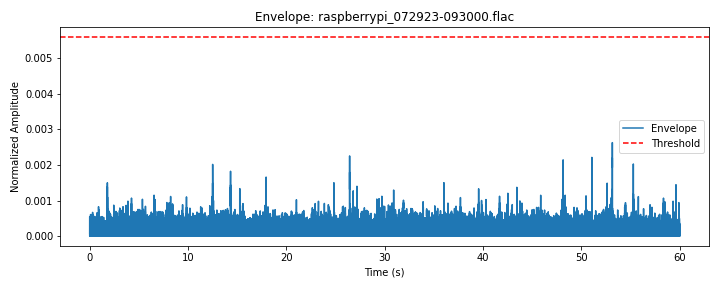 Envelope: raspberrypi_072923-093000.flac
Normalized Amplitude
0.005
0.004
0.003
0.002
0.001
0.000
Envelope
Threshold
0
10
20
30
40
50
60
Time (s)